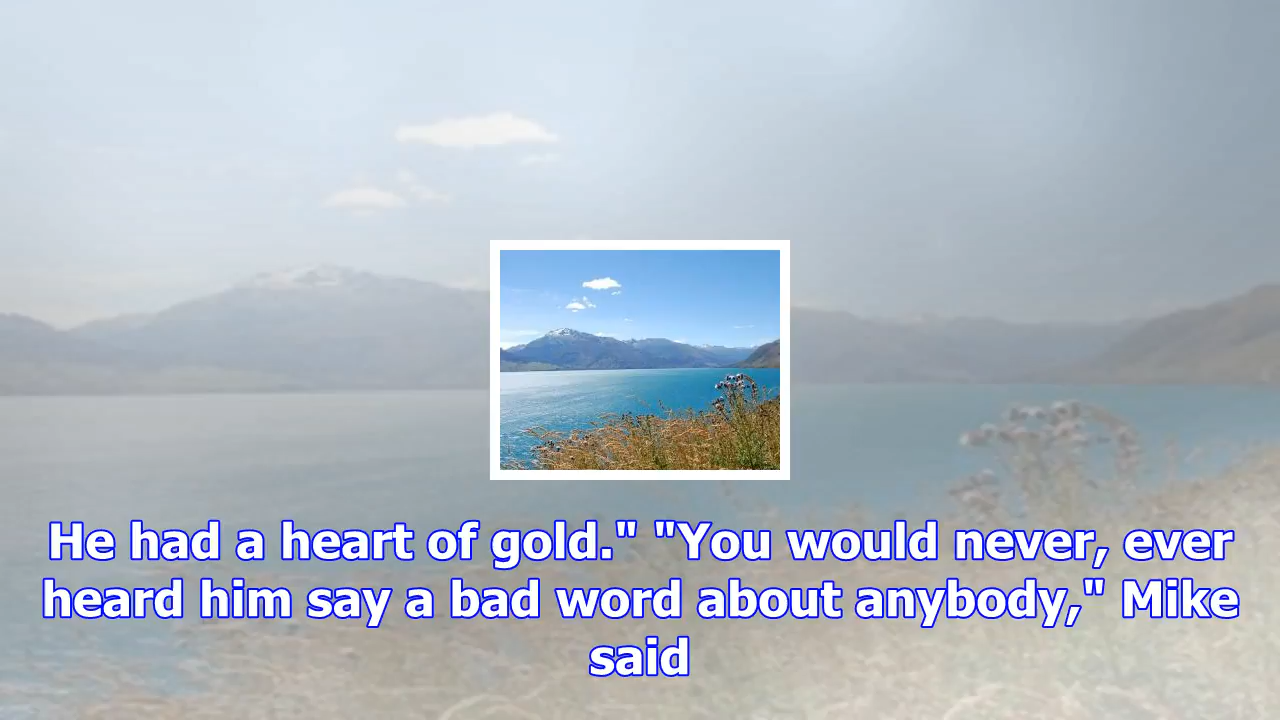 He had a heart of gold." "You would never, ever
heard him say a bad word about anybody," Mike
said